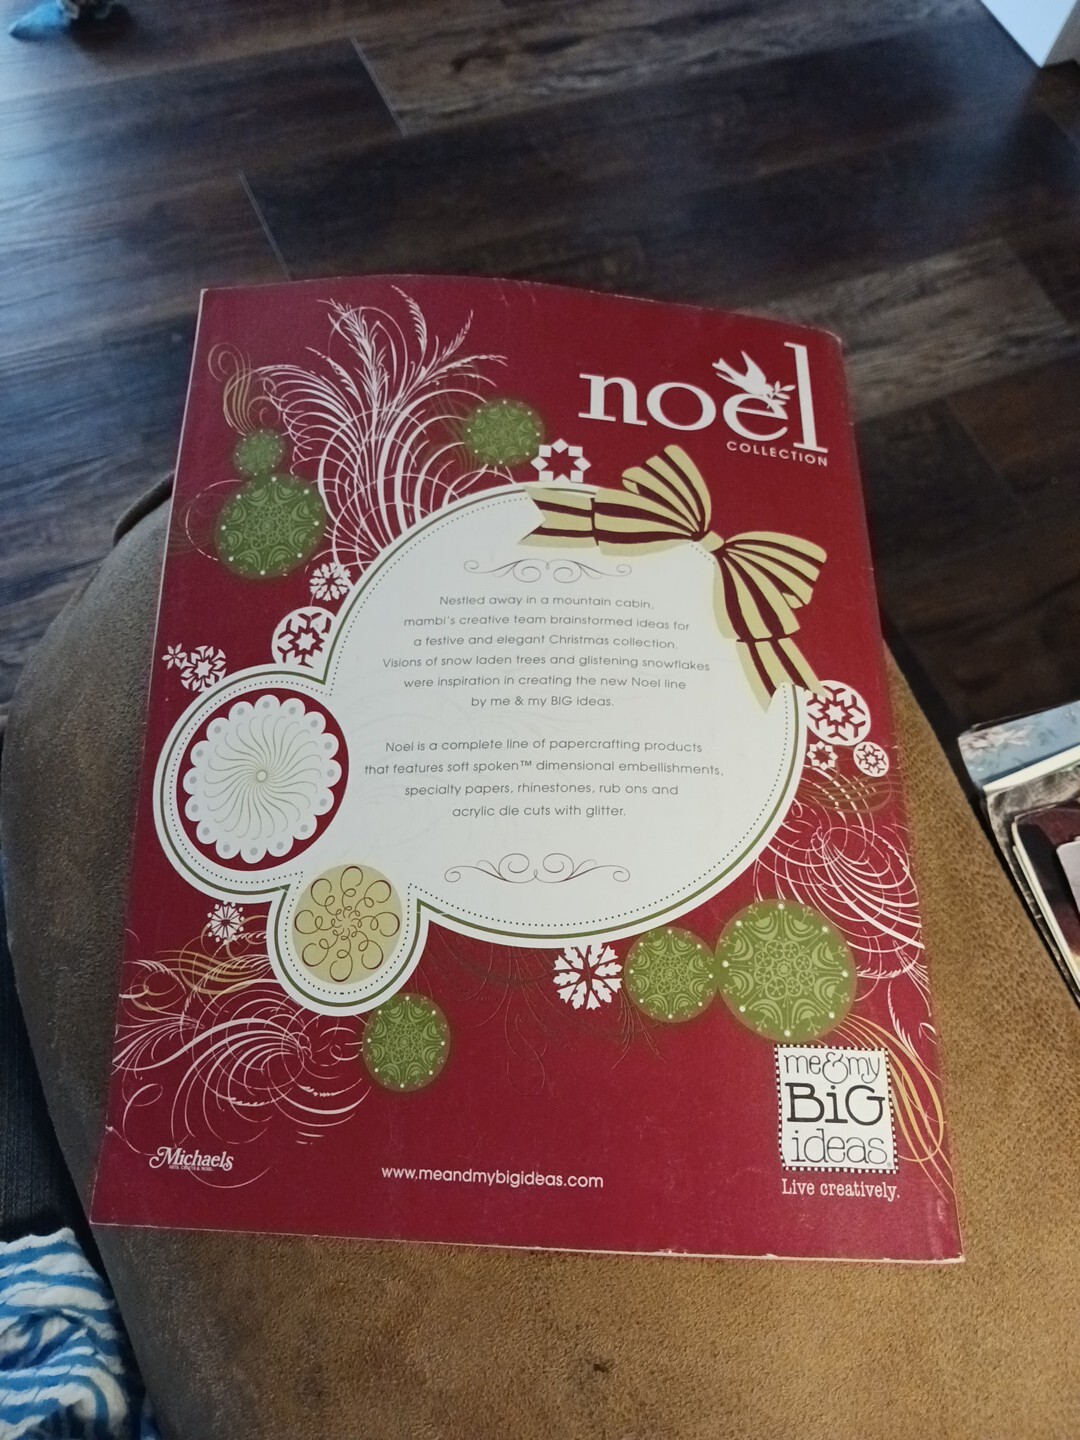 noel
COLLECTION
Nestled away in a mountain cabin,
mambi's creative team brainstormed ideas for
a festive and elegant Christmas collection.
Visions of snow laden trees and glistening snowflakes
were inspiration in creating the new Noel line
by me & my BIG ideas.
Noel is a complete line of papercrafting products
that features soft spoken™ dimensional embellishments,
specialty papers, rhinestones, rub ons and
acrylic die cuts with glitter.
me&my
BiG
ideas®
Live creatively.
www.meandmybigideas.com
Michaels
ARTS, CRAFTS & MORE